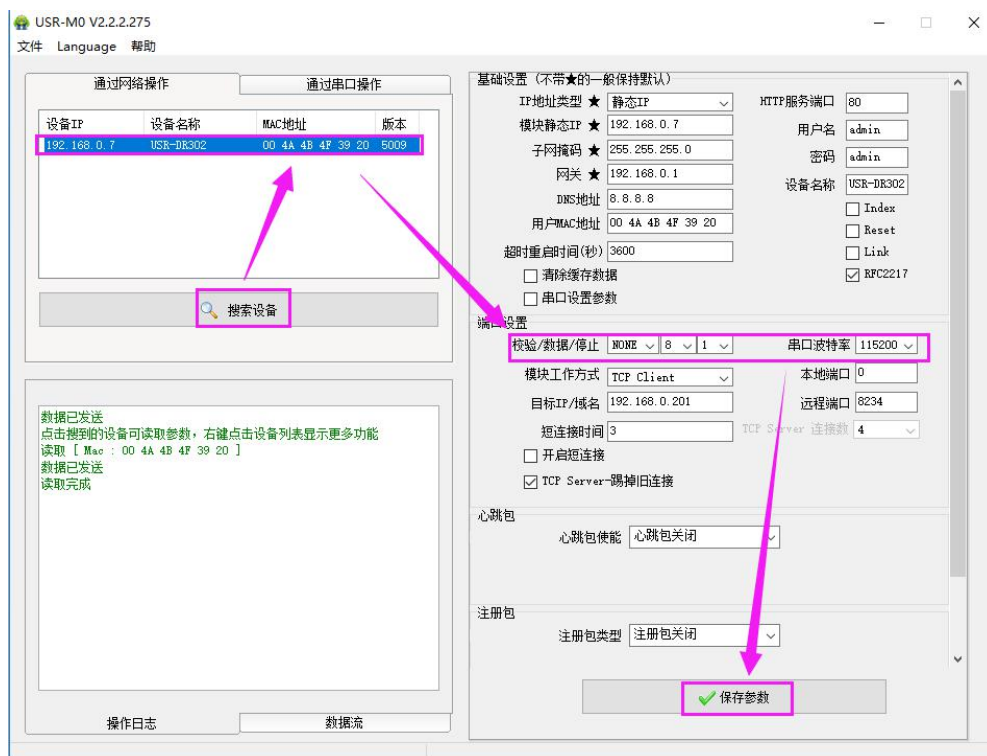 USR-M0 V2.2.2.275
文件 Language 帮助
通过网络操作 通过串口操作
设备IP 设备名称 MAC地址 版本
192.168.0.7 USR-DR302 00 4A 4B 4F 39 20 5009
搜索设备
数据已发送
点击搜到的设备可读取参数，右键点击设备列表显示更多功能
读取 [ Mac : 00 4A 4B 4F 39 20 ]
数据已发送
读取完成
操作日志 数据流
基础设置（不带★的一般保持默认）
IP地址类型 ★ 静态IP HTTP服务端口 80
模块静态IP ★ 192.168.0.7 用户名 admin
子网掩码 ★ 255.255.255.0 密码 admin
网关 ★ 192.168.0.1 设备名称 USR-DR302
DNS地址 8.8.8.8 Index
用户MAC地址 00 4A 4B 4F 39 20 Reset
超时重启时间(秒) 3600 Link
清除缓存数据 RFC2217
串口设置参数
端口设置
校验/数据/停止 NONE 8 1 串口波特率 115200
模块工作方式 TCP Client 本地端口 0
目标IP/域名 192.168.0.201 远程端口 8234
短连接时间 3 TCP Server 连接数 4
开启短连接
TCP Server-踢掉旧连接
心跳包
心跳包使能 心跳包关闭
注册包
注册包类型 注册包关闭
保存参数